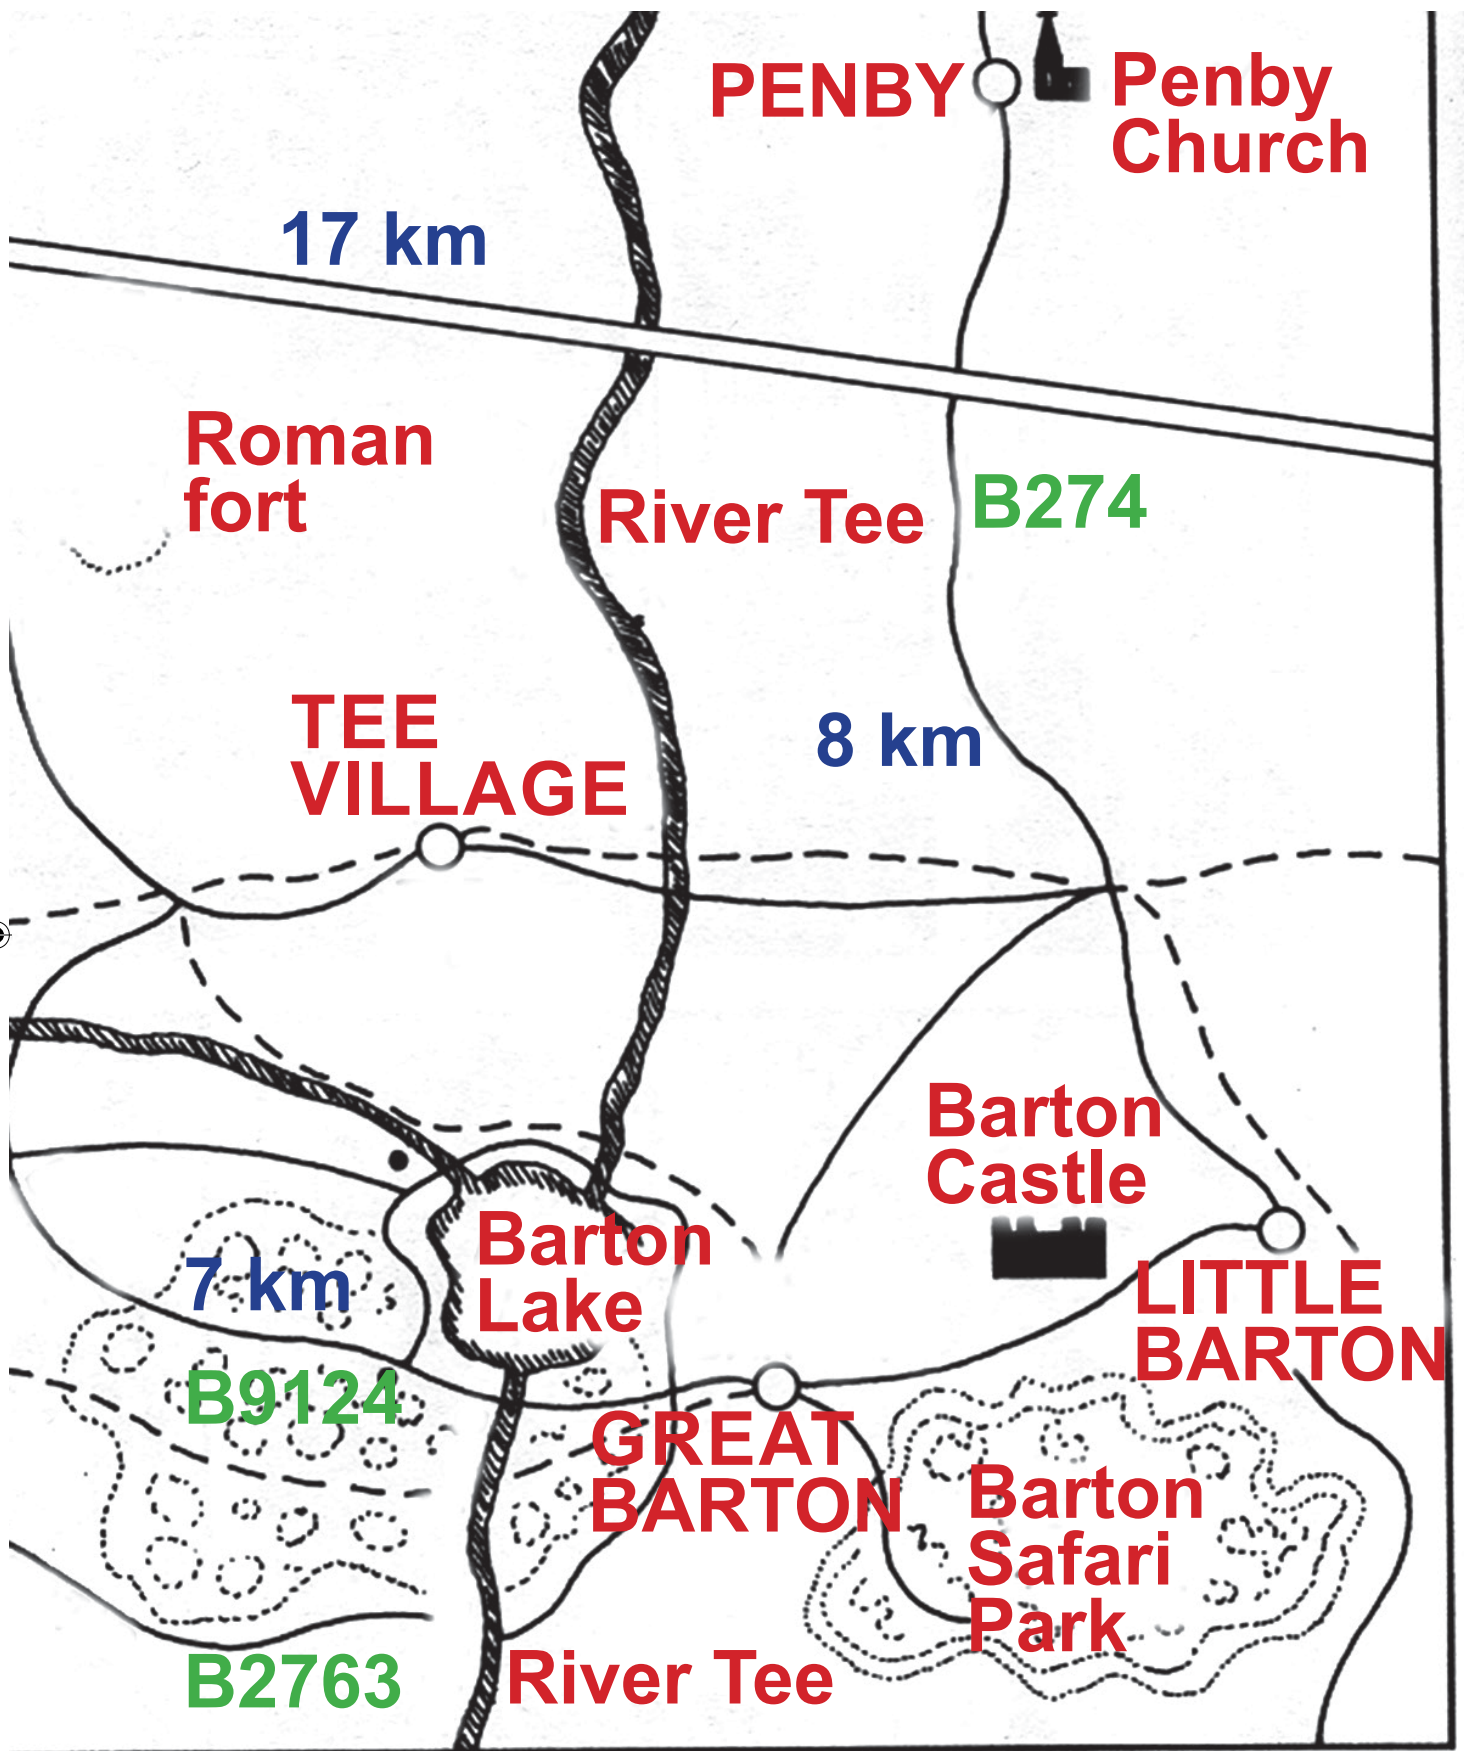 PENBY
Penby
Church
17 km
Roman
fort
River Tee
B274
TEE
VILLAGE
8 km
Barton
Castle
Barton
Lake
7 km
LITTLE
BARTON
B9124
GREAT
BARTON
Barton
Safari
Park
B2763
River Tee